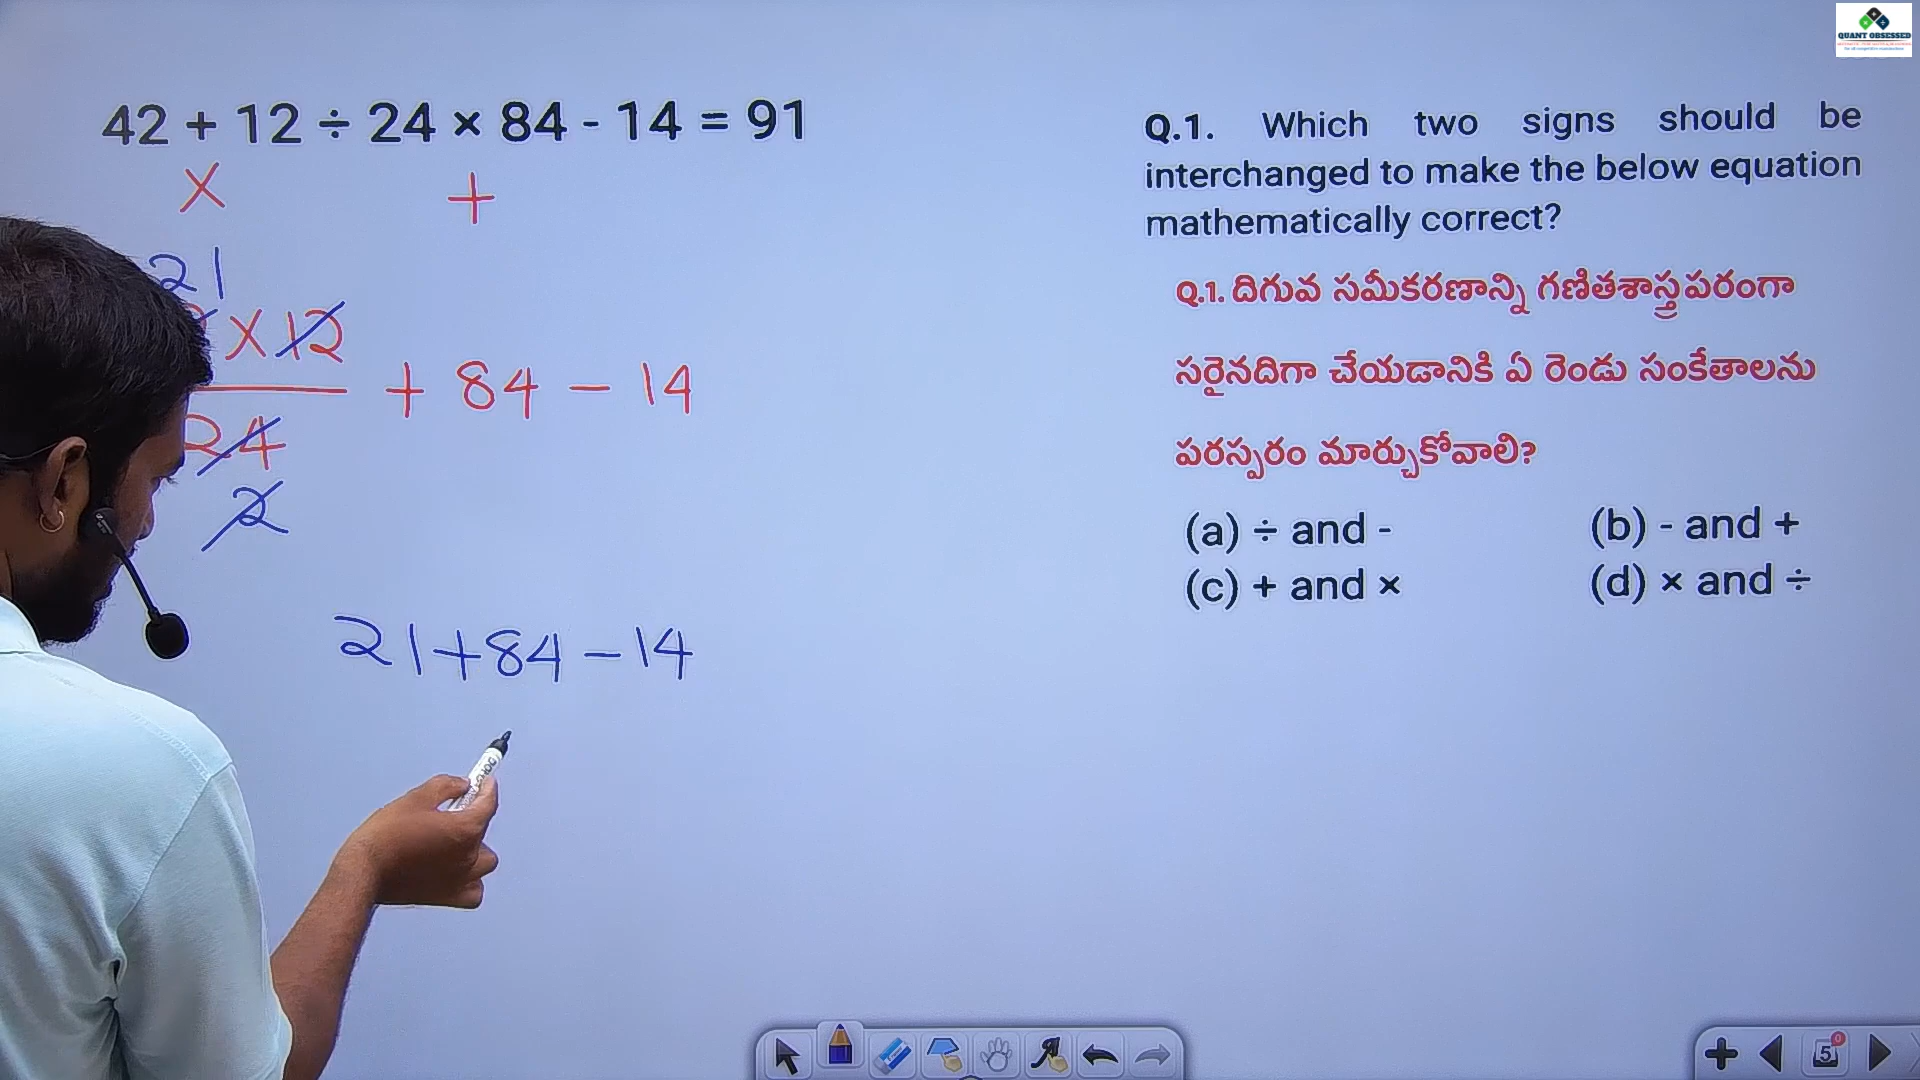 QUANT OBSESSED
42 + 12 ÷ 24 × 84 - 14 = 91
× +
21
× 12
+ 84 - 14
24
2
21 + 84 - 14
Q.1. Which two signs should be
interchanged to make the below equation
mathematically correct?
Q.1. దిగువ సమీకరణాన్ని గణితశాస్త్రపరంగా
సరైనదిగా చేయడానికి ఏ రెండు సంకేతాలను
పరస్పరం మార్చుకోవాలి?
(a) ÷ and - (b) - and +
(c) + and × (d) × and ÷
5
0